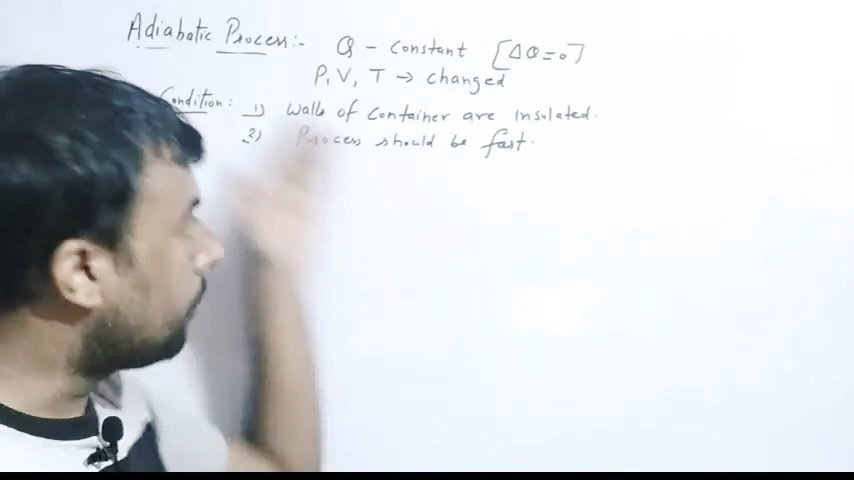 Adiabatic Process:- Q - Constant [ΔQ=0]
P, V, T → changed
Condition: 1) Walls of Container are insulated.
2) Process should be fast.